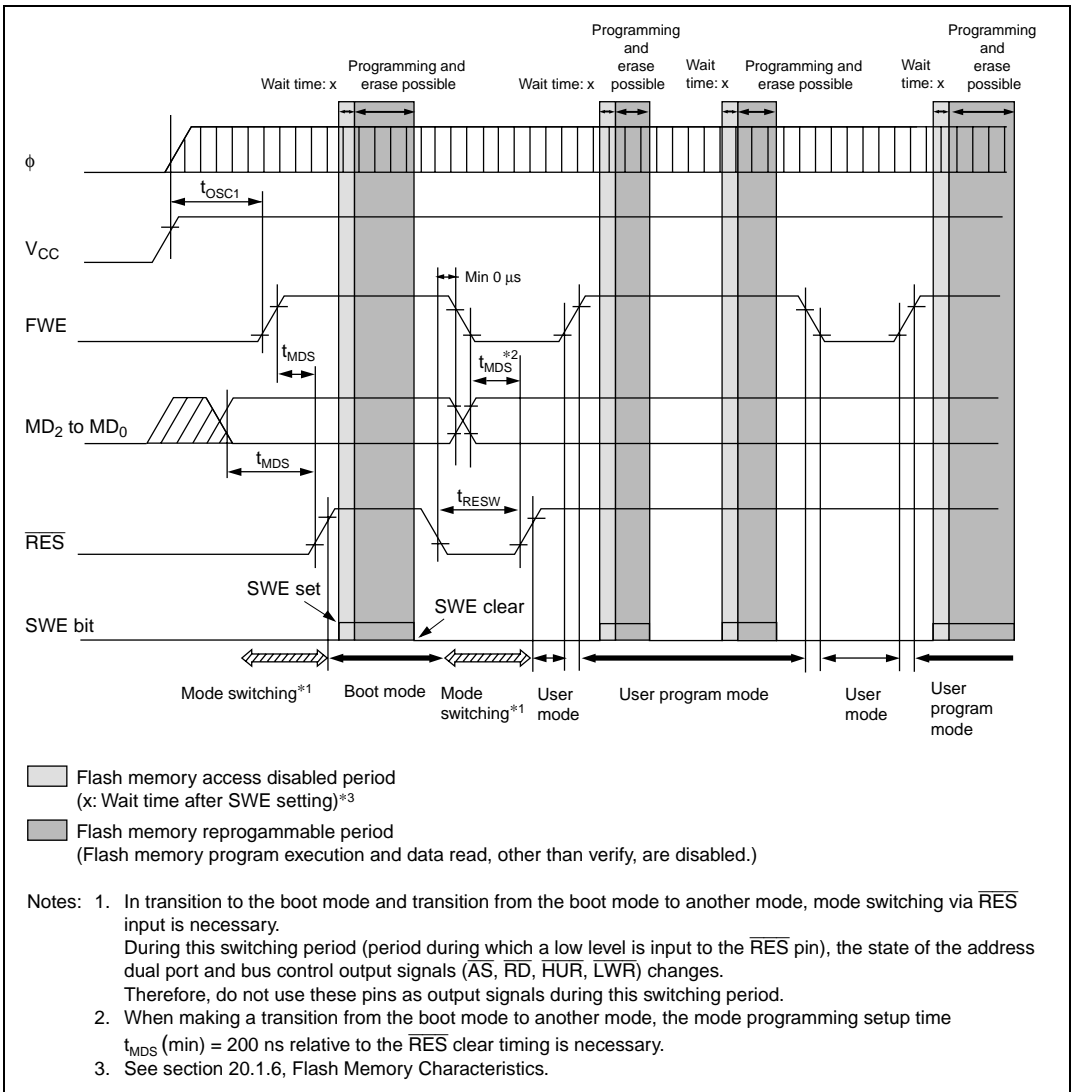 Programming and erase possible
Programming and erase possible
Wait time: x
Programming and erase possible
Wait time: x
Wait time: x
Programming and erase possible
Wait time: x
ϕ
tOSC1
VCC
Min 0 μs
FWE
tMDS
tMDS*2
MD2 to MD0
tMDS
tRESW
RES
SWE set
SWE clear
SWE bit
Mode switching*1
Boot mode
Mode switching*1
User mode
User program mode
User mode
User program mode
Flash memory access disabled period
(x: Wait time after SWE setting)*3
Flash memory reprogammable period
(Flash memory program execution and data read, other than verify, are disabled.)
Notes: 1. In transition to the boot mode and transition from the boot mode to another mode, mode switching via RES
input is necessary.
During this switching period (period during which a low level is input to the RES pin), the state of the address
dual port and bus control output signals (AS, RD, HUR, LWR) changes.
Therefore, do not use these pins as output signals during this switching period.
2. When making a transition from the boot mode to another mode, the mode programming setup time
tMDS (min) = 200 ns relative to the RES clear timing is necessary.
3. See section 20.1.6, Flash Memory Characteristics.